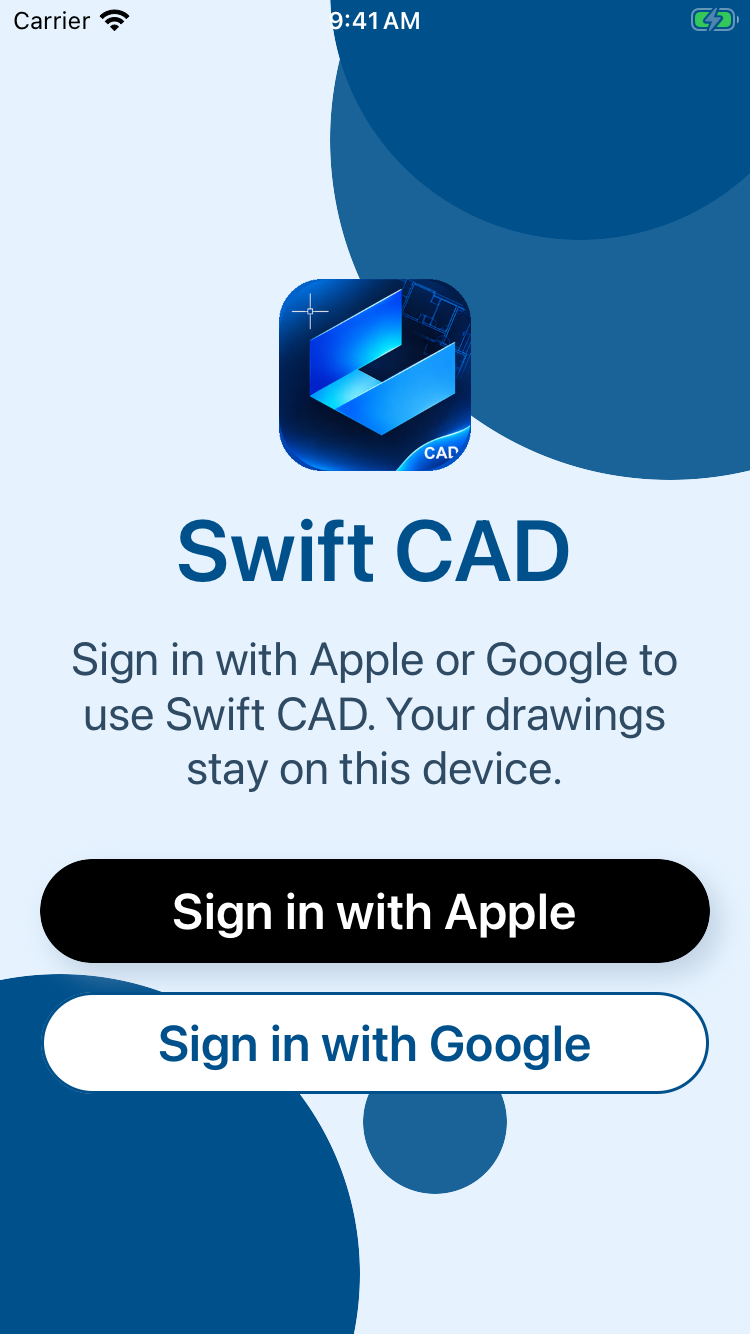 Carrier 9:41 AM
CAD
Swift CAD
Sign in with Apple or Google to
use Swift CAD. Your drawings
stay on this device.
Sign in with Apple
Sign in with Google